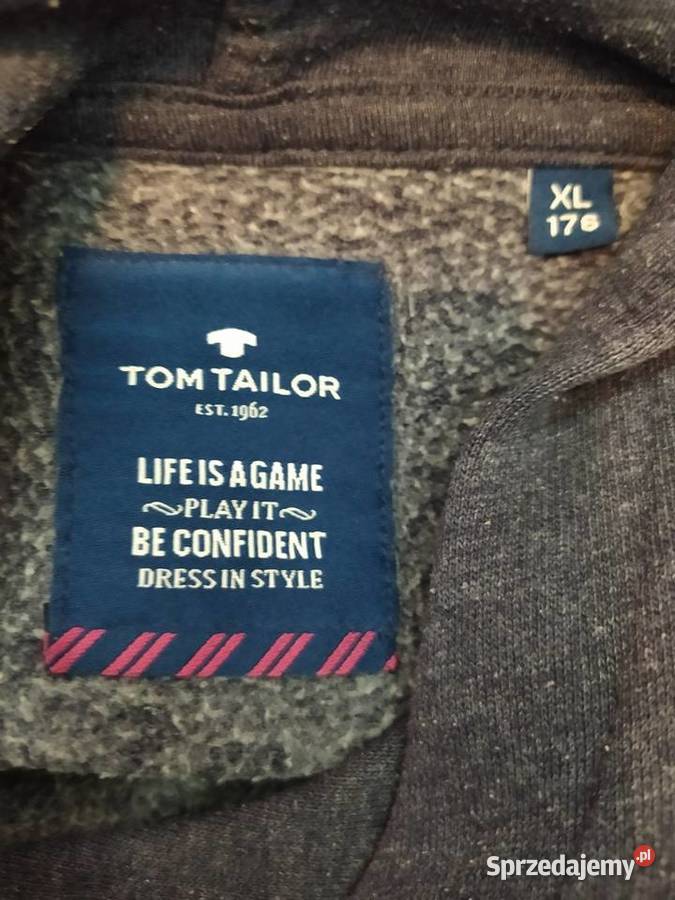 XL
176
TOM TAILOR
EST. 1962
LIFE IS A GAME
PLAY IT
BE CONFIDENT
DRESS IN STYLE
Sprzedajemy.pl